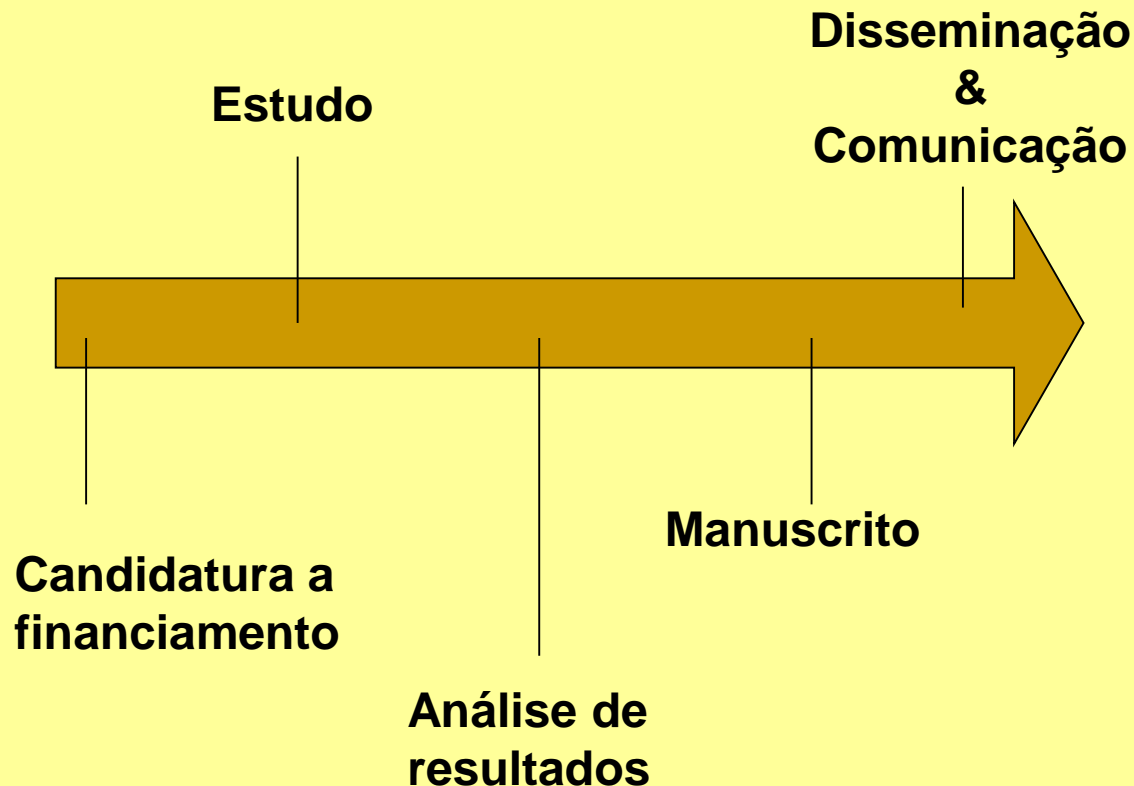 Disseminação
&
Comunicação
Estudo
Manuscrito
Candidatura a
financiamento
Análise de
resultados